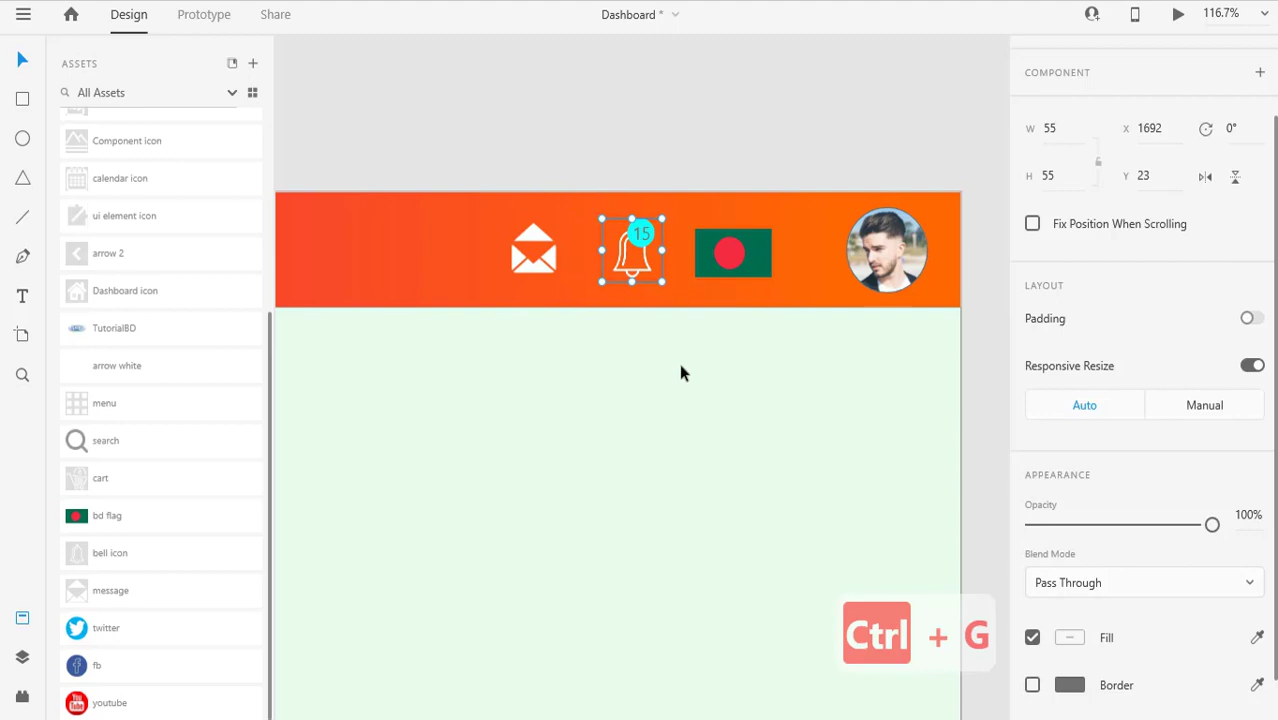 Design
Prototype
Share
Dashboard *
116.7%
ASSETS
All Assets
Component icon
calendar icon
ui element icon
arrow 2
Dashboard icon
TutorialBD
arrow white
menu
search
cart
bd flag
bell icon
message
twitter
fb
You
Tube
youtube
15
Ctrl + G
COMPONENT
W 55 X 1692 0°
H 55 Y 23
Fix Position When Scrolling
LAYOUT
Padding
Responsive Resize
Auto Manual
APPEARANCE
Opacity
100%
Blend Mode
Pass Through
Fill
Border